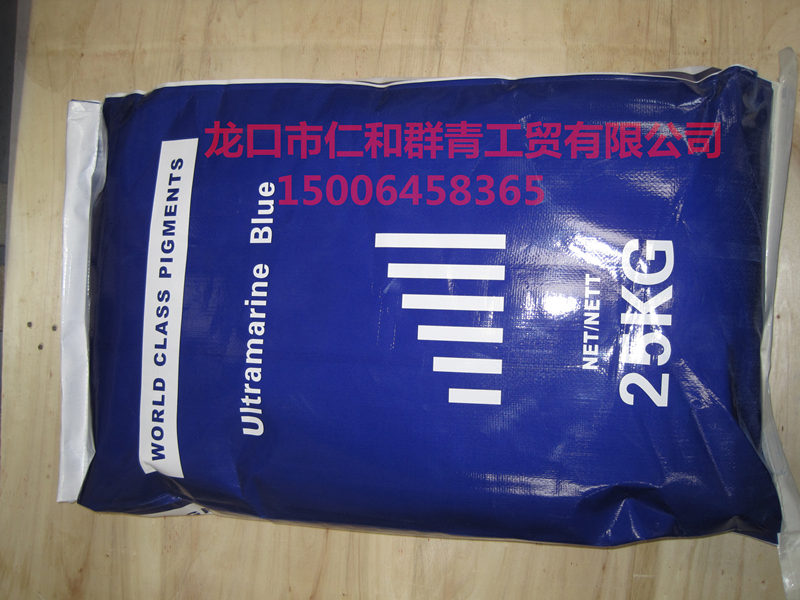 龙口市仁和群青工贸有限公司
15006458365
WORLD CLASS PIGMENTS
Ultramarine Blue
NET/NETT
25KG